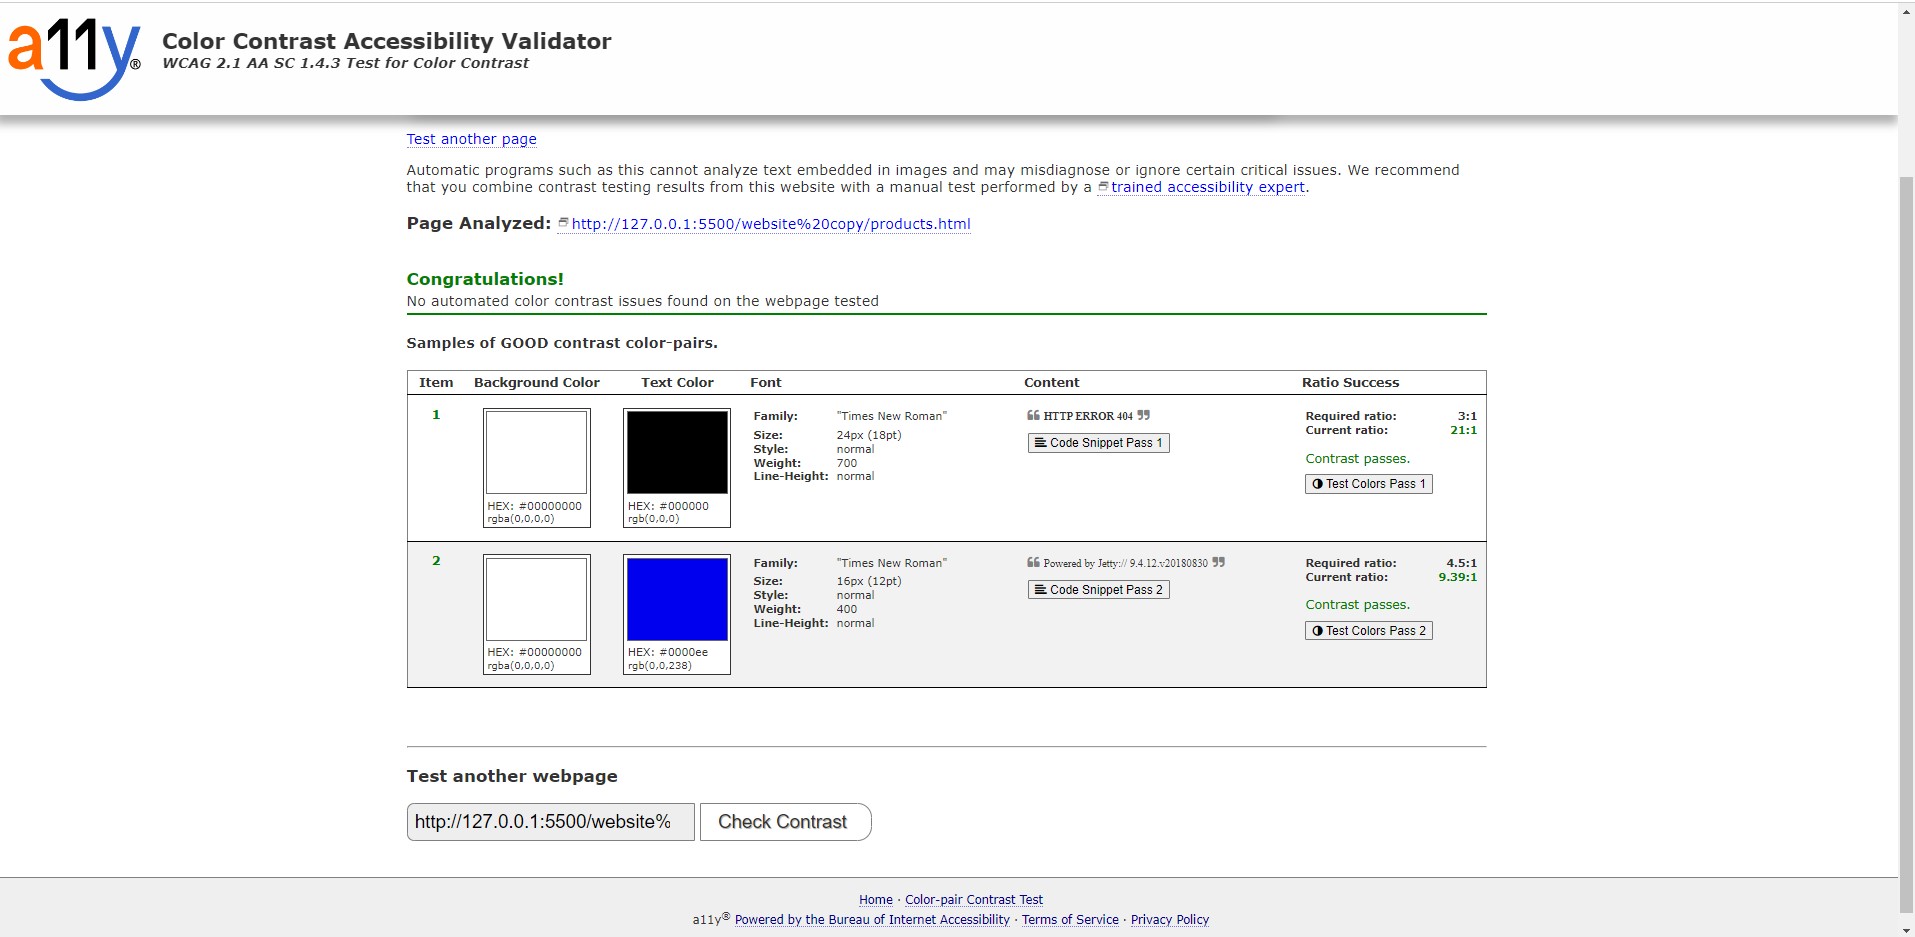 a11y®
Color Contrast Accessibility Validator
WCAG 2.1 AA SC 1.4.3 Test for Color Contrast
Test another page
Automatic programs such as this cannot analyze text embedded in images and may misdiagnose or ignore certain critical issues. We recommend
that you combine contrast testing results from this website with a manual test performed by a trained accessibility expert.
Page Analyzed: http://127.0.0.1:5500/website%20copy/products.html
Congratulations!
No automated color contrast issues found on the webpage tested
Samples of GOOD contrast color-pairs.
Item Background Color Text Color Font Content Ratio Success
1
HEX: #00000000
rgba(0,0,0,0)
HEX: #000000
rgb(0,0,0)
Family: "Times New Roman"
Size: 24px (18pt)
Style: normal
Weight: 700
Line-Height: normal
❝ HTTP ERROR 404 ❞
Code Snippet Pass 1
Required ratio: 3:1
Current ratio: 21:1
Contrast passes.
Test Colors Pass 1
2
HEX: #00000000
rgba(0,0,0,0)
HEX: #0000ee
rgb(0,0,238)
Family: "Times New Roman"
Size: 16px (12pt)
Style: normal
Weight: 400
Line-Height: normal
❝ Powered by Jetty:// 9.4.12.v20180830 ❞
Code Snippet Pass 2
Required ratio: 4.5:1
Current ratio: 9.39:1
Contrast passes.
Test Colors Pass 2
Test another webpage
http://127.0.0.1:5500/website%
Check Contrast
Home · Color-pair Contrast Test
a11y® Powered by the Bureau of Internet Accessibility · Terms of Service · Privacy Policy